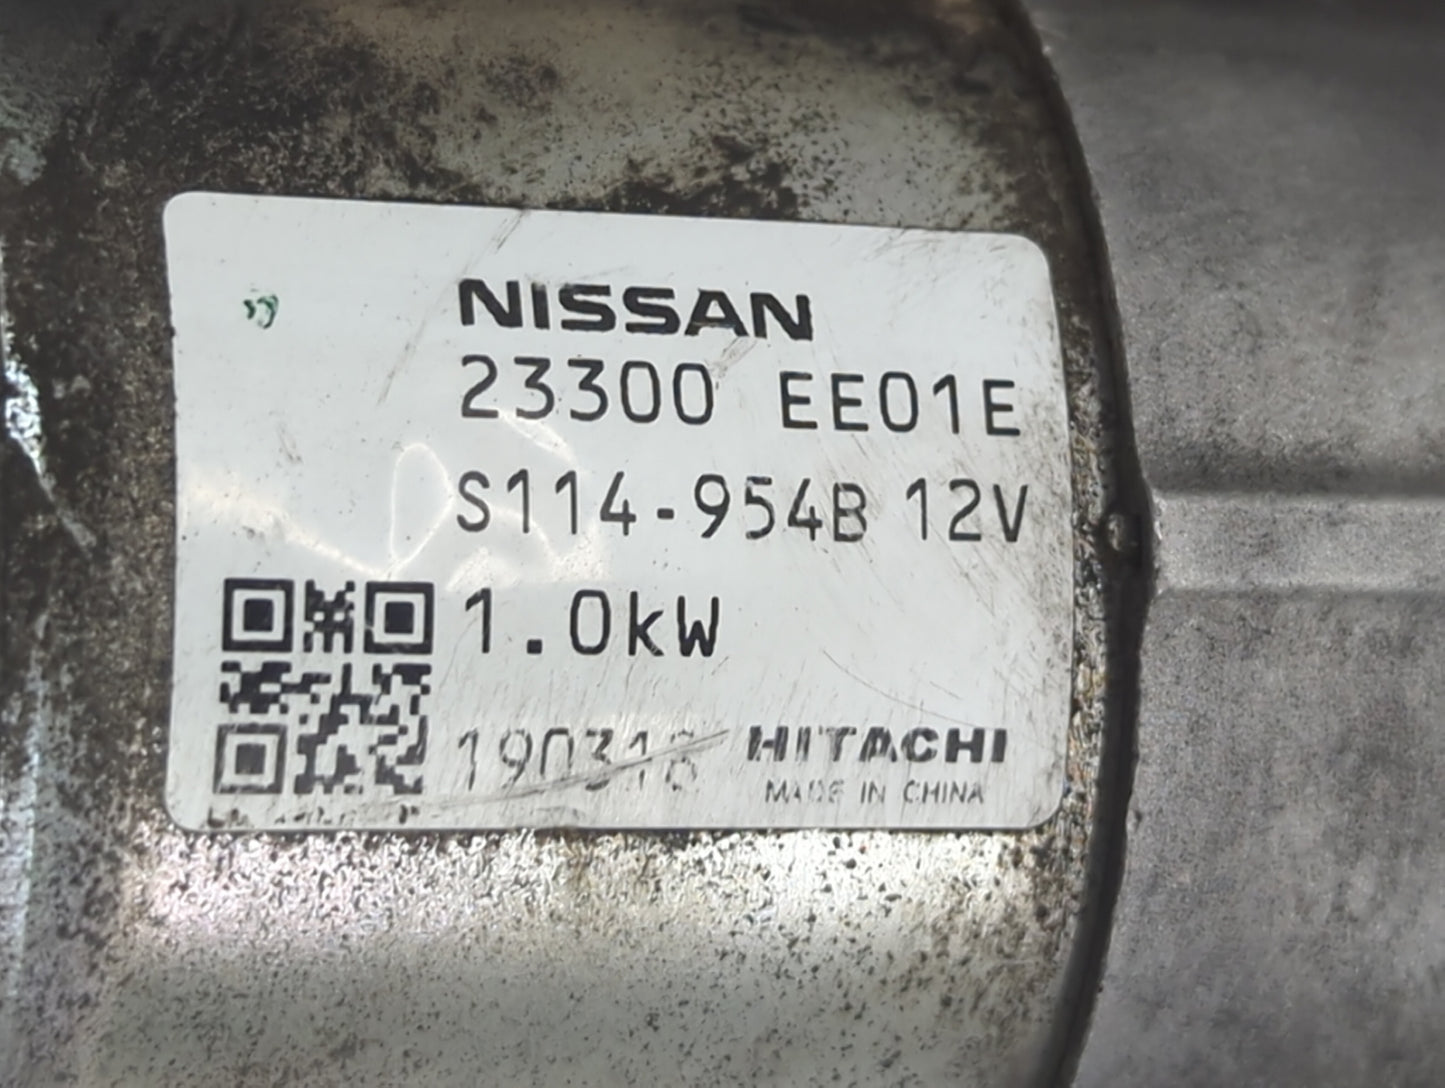 NISSAN
23300 EE01E
S114-954B 12V
1.0kW
HITACHI
MADE IN CHINA